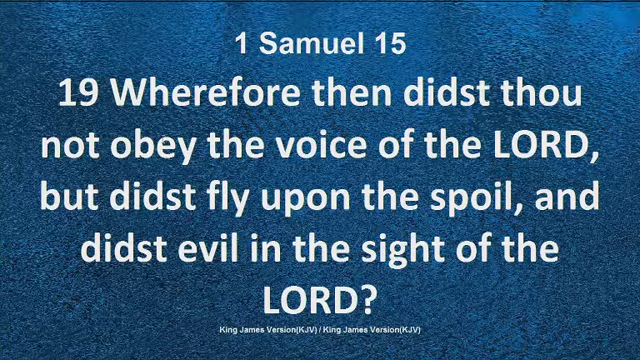 1 Samuel 15
19 Wherefore then didst thou
not obey the voice of the LORD,
but didst fly upon the spoil, and
didst evil in the sight of the
LORD?
King James Version(KJV) / King James Version(KJV)